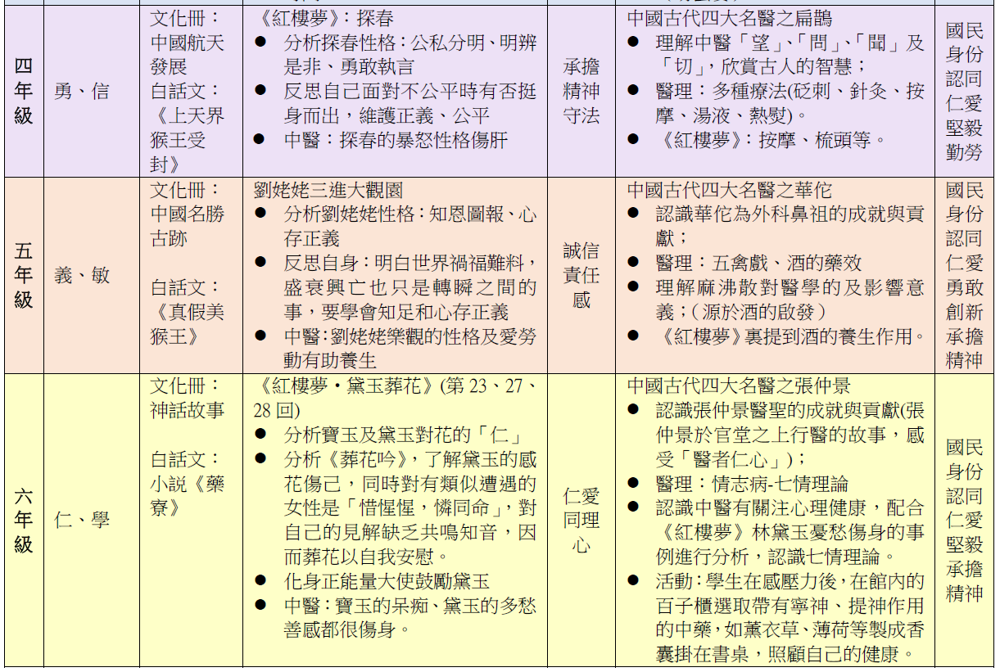 四年級
勇、信
文化冊：
中國航天
發展
白話文：
《上天界
猴王受
封》
《紅樓夢》：探春
● 分析探春性格：公私分明、明辨
是非、勇敢執言
● 反思自己面對不公平時有否挺
身而出，維護正義、公平
● 中醫：探春的暴怒性格傷肝
承擔
精神
守法
中國古代四大名醫之扁鵲
● 理解中醫「望」、「問」、「聞」及
「切」，欣賞古人的智慧；
● 醫理：多種療法(砭刺、針灸、按
摩、湯液、熱熨)。
● 《紅樓夢》：按摩、梳頭等。
國民
身份
認同
仁愛
堅毅
勤勞
五年級
義、敏
文化冊：
中國名勝
古跡
白話文：
《真假美
猴王》
劉姥姥三進大觀園
● 分析劉姥姥性格：知恩圖報、心
存正義
● 反思自身：明白世界禍福難料，
盛衰興亡也只是轉瞬之間的
事，要學會知足和心存正義
● 中醫：劉姥姥樂觀的性格及愛勞
動有助養生
誠信
責任
感
中國古代四大名醫之華佗
● 認識華佗為外科鼻祖的成就與貢
獻；
● 醫理：五禽戲、酒的藥效
● 理解麻沸散對醫學的及影響意
義；（源於酒的啟發）
● 《紅樓夢》裏提到酒的養生作用。
國民
身份
認同
仁愛
勇敢
創新
承擔
精神
六年級
仁、學
文化冊：
神話故事
白話文：
小説《藥
寮》
《紅樓夢‧黛玉葬花》(第 23、27、
28 回)
● 分析寶玉及黛玉對花的「仁」
● 分析《葬花吟》，了解黛玉的感
花傷己，同時對有類似遭遇的
女性是「惜惺惺，憐同命」，對
自己的見解缺乏共鳴知音，因
而葬花以自我安慰。
● 化身正能量大使鼓勵黛玉
● 中醫：寶玉的呆痴、黛玉的多愁
善感都很傷身。
仁愛
同理
心
中國古代四大名醫之張仲景
● 認識張仲景醫聖的成就與貢獻(張
仲景於官堂之上行醫的故事，感
受「醫者仁心」)；
● 醫理：情志病-七情理論
● 認識中醫有關注心理健康，配合
《紅樓夢》林黛玉憂愁傷身的事
例進行分析，認識七情理論。
● 活動：學生在感壓力後，在館內的
百子櫃選取帶有寧神、提神作用
的中藥，如薰衣草、薄荷等製成香
囊掛在書桌，照顧自己的健康。
國民
身份
認同
仁愛
堅毅
承擔
精神